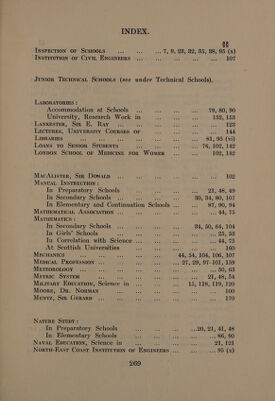 INDEX.
§§
INSPECTION OF SCHOOLS ... ... ... 7, 9, 23, 32, 35, 38, 95 (x)
INSTITUTION OF CIVIL ENGINEERS ... ... ... ... 107
JUNIOR TECHNICAL SCHOOLS (see under Technical Schools).
LABORATORIES :
Accommodation at Schools ... ... ... ... 79, 80, 90
University, Research Work in ... ... ... ... 152, 153
LANKESTER, SIR E. RAY ... ... ... ... 123
LECTURES, UNIVERSITY COURSES OF ... ... ... 144
LIBRARIES ... ... ... ... 81, 95 (vi)
LOANS TO SENIOR STUDENTS ... ... ... 76, 102, 142
LONDON SCHOOL OF MEDICINE FOR WOMEN ... ... 102, 142
MACALISTER, SIR DONALD ... ... ... ... 102
MANUAL INSTRUCTION :
In Preparatory Schools ... ... ... 21, 48, 49
In Secondary Schools ... ... ... 30, 34, 80, 107
In Elementary and Continuation Schools ... ... 87, 90, 94
MATHEMATICAL ASSOCIATION ... ... ... ... 44, 75
MATHEMATICS :
In Secondary Schools ... ... ... 34, 50, 64, 104
In Girls' Schools ... ... ... ... 25, 52
In Correlation with Science ... ... ... ... 44, 75
At Scottish Universities ... ... ... 160
MECHANICS ... ... ... 44, 54, 104, 106, 107
MEDICAL PROFESSION ... ... ... 27, 29, 97-101, 139
METEOROLOGY ... ... ... ... 50, 63
METRIC SYSTEM ... ... ... 21, 48, 54
MILITARY EDUCATION, Science in ... ... 15, 118, 119, 120
MOORE, DR. NORMAN ... ... ... ... 100
MUNTZ, SIR GERARD ... ... ... ... 170
NATURE STUDY :
In Preparatory Schools ... ... ...20, 21, 41, 48
In Elementary Schools ... ... ... ... 86, 90
NAVAL EDUCATION, Science in ... ... ... 21, 121
NORTH-EAST COAST INSTITUTION OF ENGINEERS ... ... 95 (x)
269